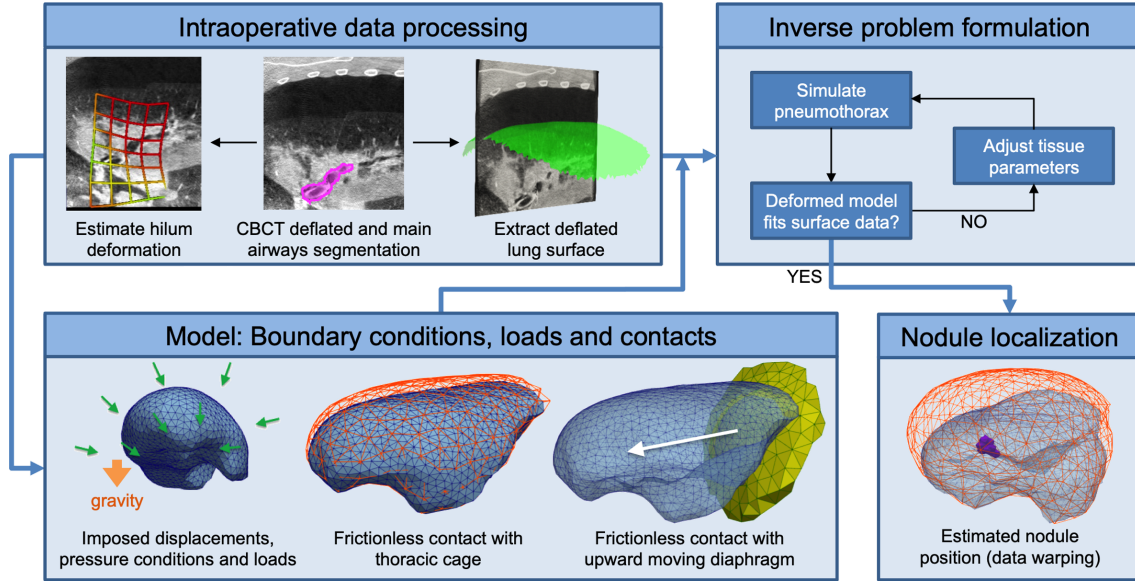 Intraoperative data processing
Estimate hilum
deformation
CBCT deflated and main
airways segmentation
Extract deflated
lung surface
Inverse problem formulation
Simulate
pneumothorax
Adjust tissue
parameters
Deformed model
fits surface data?
NO
YES
Model: Boundary conditions, loads and contacts
gravity
Imposed displacements,
pressure conditions and loads
Frictionless contact with
thoracic cage
Frictionless contact with
upward moving diaphragm
Nodule localization
Estimated nodule
position (data warping)